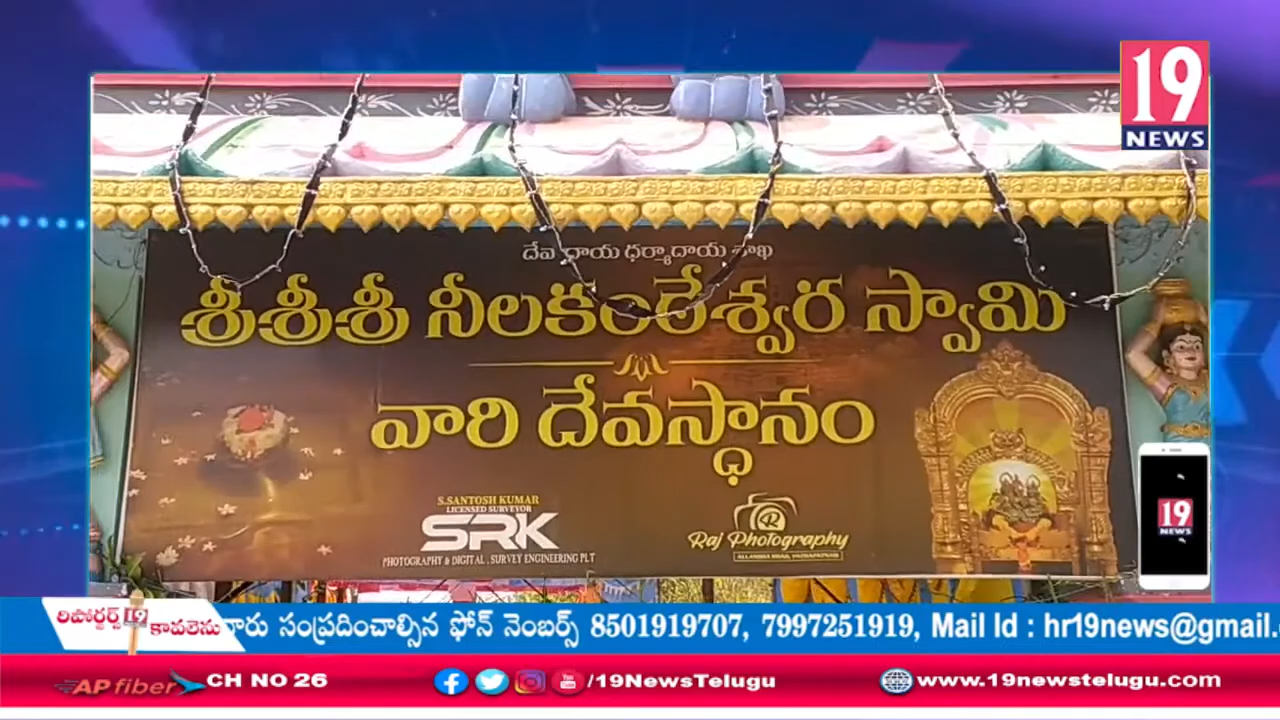 19
NEWS
దేవాదాయ ధర్మాదాయ శాఖ
శ్రీశ్రీశ్రీ నీలకంఠేశ్వర స్వామి
వారి దేవస్థానం
S.SANTOSH KUMAR
LICENSED SURVEYOR
SRK
PHOTOGRAPHY & DIGITAL . SURVEY ENGINEERING PLT
R
Raj Photography
19
NEWS
రిపోర్టర్స్ 19
కావలెను
వారు సంప్రదించాల్సిన ఫోన్ నెంబర్స్ 8501919707, 7997251919, Mail Id : hr19news@gmail.
AP fiber CH NO 26
/19NewsTelugu
www.19newstelugu.com